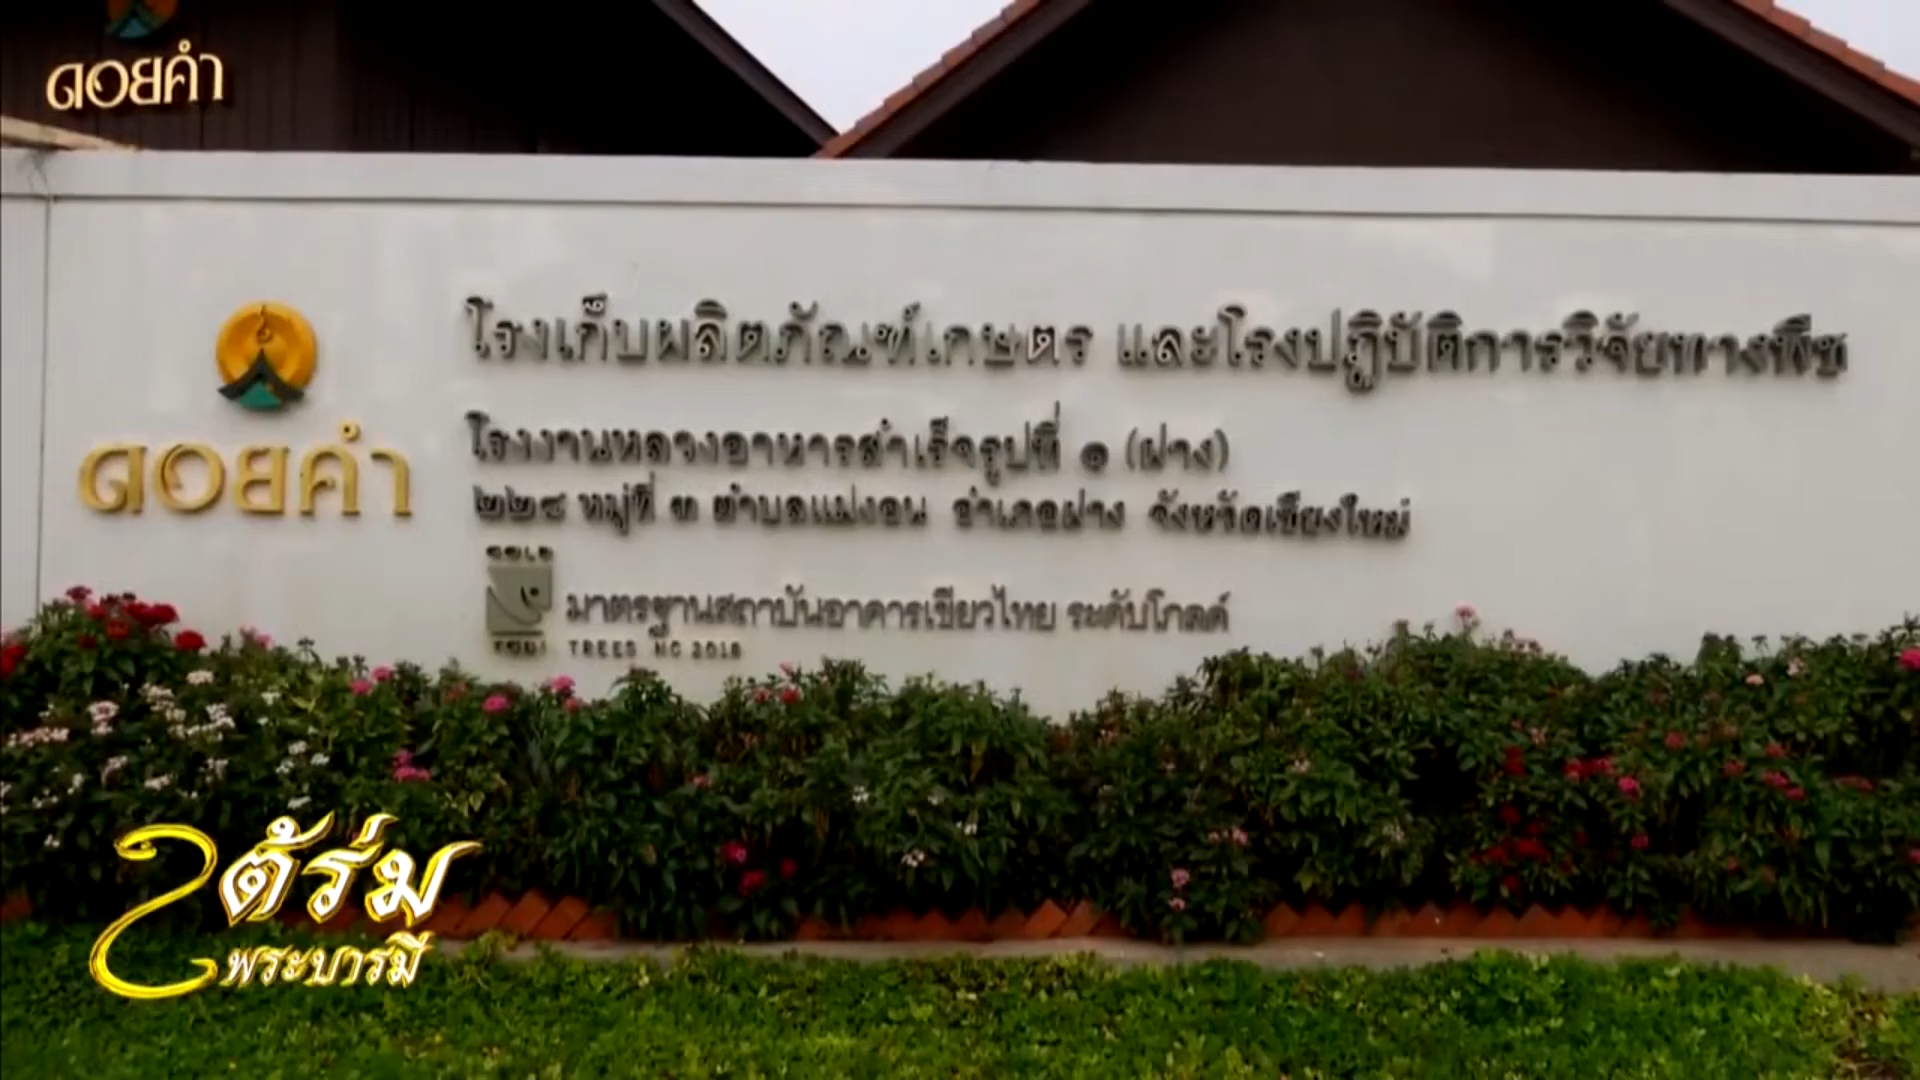 ดอยคำ
โรงเก็บผลิตภัณฑ์เกษตร และโรงปฏิบัติการวิจัยทางพืช
ดอยคำ
โรงงานหลวงอาหารสำเร็จรูปที่ ๑ (ฝาง)
๒๒๘ หมู่ที่ ๓ ตำบลแม่งอน อำเภอฝาง จังหวัดเชียงใหม่
มาตรฐานสถาบันอาคารเขียวไทย ระดับโกลด์
TREES NC 2018
ใต้ร่ม
พระบารมี